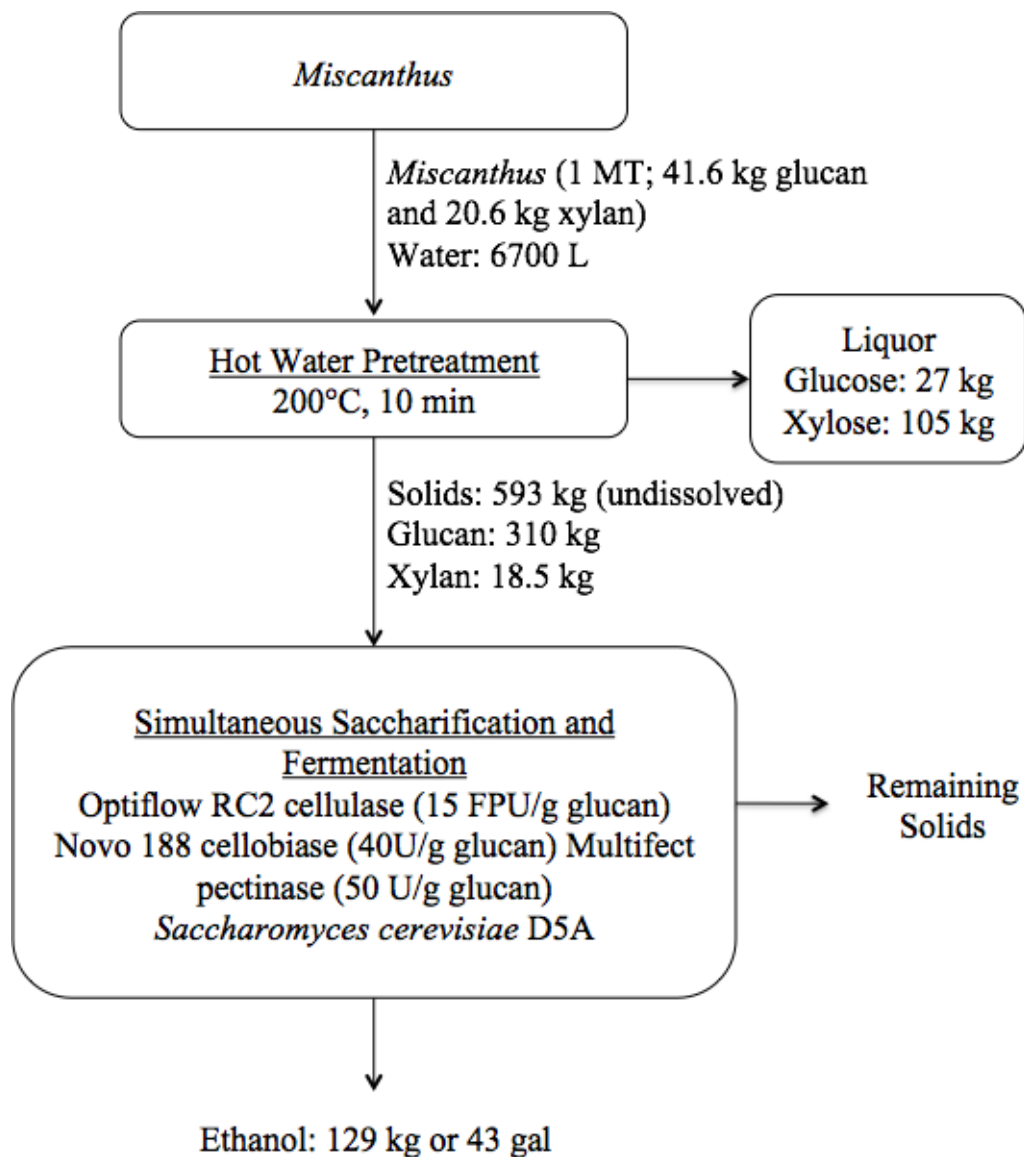 Miscanthus
Miscanthus (1 MT; 41.6 kg glucan
and 20.6 kg xylan)
Water: 6700 L
Hot Water Pretreatment
200°C, 10 min
Liquor
Glucose: 27 kg
Xylose: 105 kg
Solids: 593 kg (undissolved)
Glucan: 310 kg
Xylan: 18.5 kg
Simultaneous Saccharification and
Fermentation
Optiflow RC2 cellulase (15 FPU/g glucan)
Novo 188 cellobiase (40U/g glucan) Multifect
pectinase (50 U/g glucan)
Saccharomyces cerevisiae D5A
Remaining
Solids
Ethanol: 129 kg or 43 gal